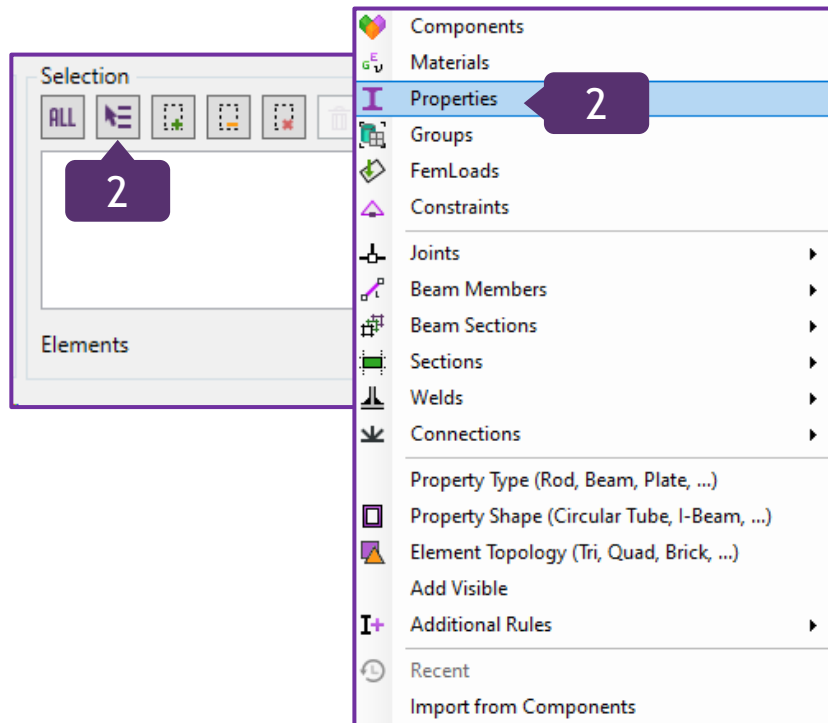 Selection
ALL
2
Elements
Components
G E ν Materials
Properties
2
Groups
FemLoads
Constraints
Joints
Beam Members
Beam Sections
Sections
Welds
Connections
Property Type (Rod, Beam, Plate, ...)
Property Shape (Circular Tube, I-Beam, ...)
Element Topology (Tri, Quad, Brick, ...)
Add Visible
Additional Rules
Recent
Import from Components